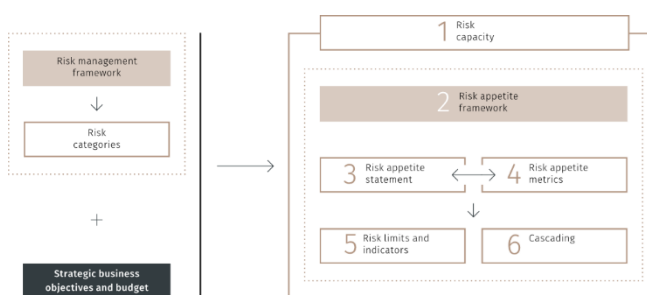 Risk management
framework
Risk
categories
+
Strategic business
objectives and budget
1 Risk
capacity
2 Risk appetite
framework
3 Risk appetite
statement
4 Risk appetite
metrics
5 Risk limits and
indicators
6 Cascading